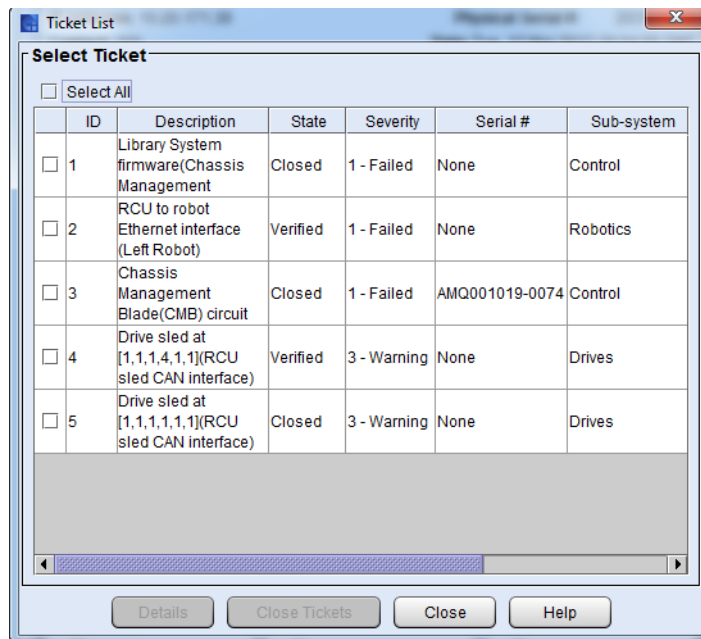 Ticket List
Select Ticket
Select All
ID Description State Severity Serial # Sub-system
1 Library System firmware(Chassis Management Closed 1 - Failed None Control
2 RCU to robot Ethernet interface (Left Robot) Verified 1 - Failed None Robotics
3 Chassis Management Blade(CMB) circuit Closed 1 - Failed AMQ001019-0074 Control
4 Drive sled at [1,1,1,4,1,1](RCU sled CAN interface) Verified 3 - Warning None Drives
5 Drive sled at [1,1,1,1,1,1](RCU sled CAN interface) Closed 3 - Warning None Drives
Details Close Tickets Close Help